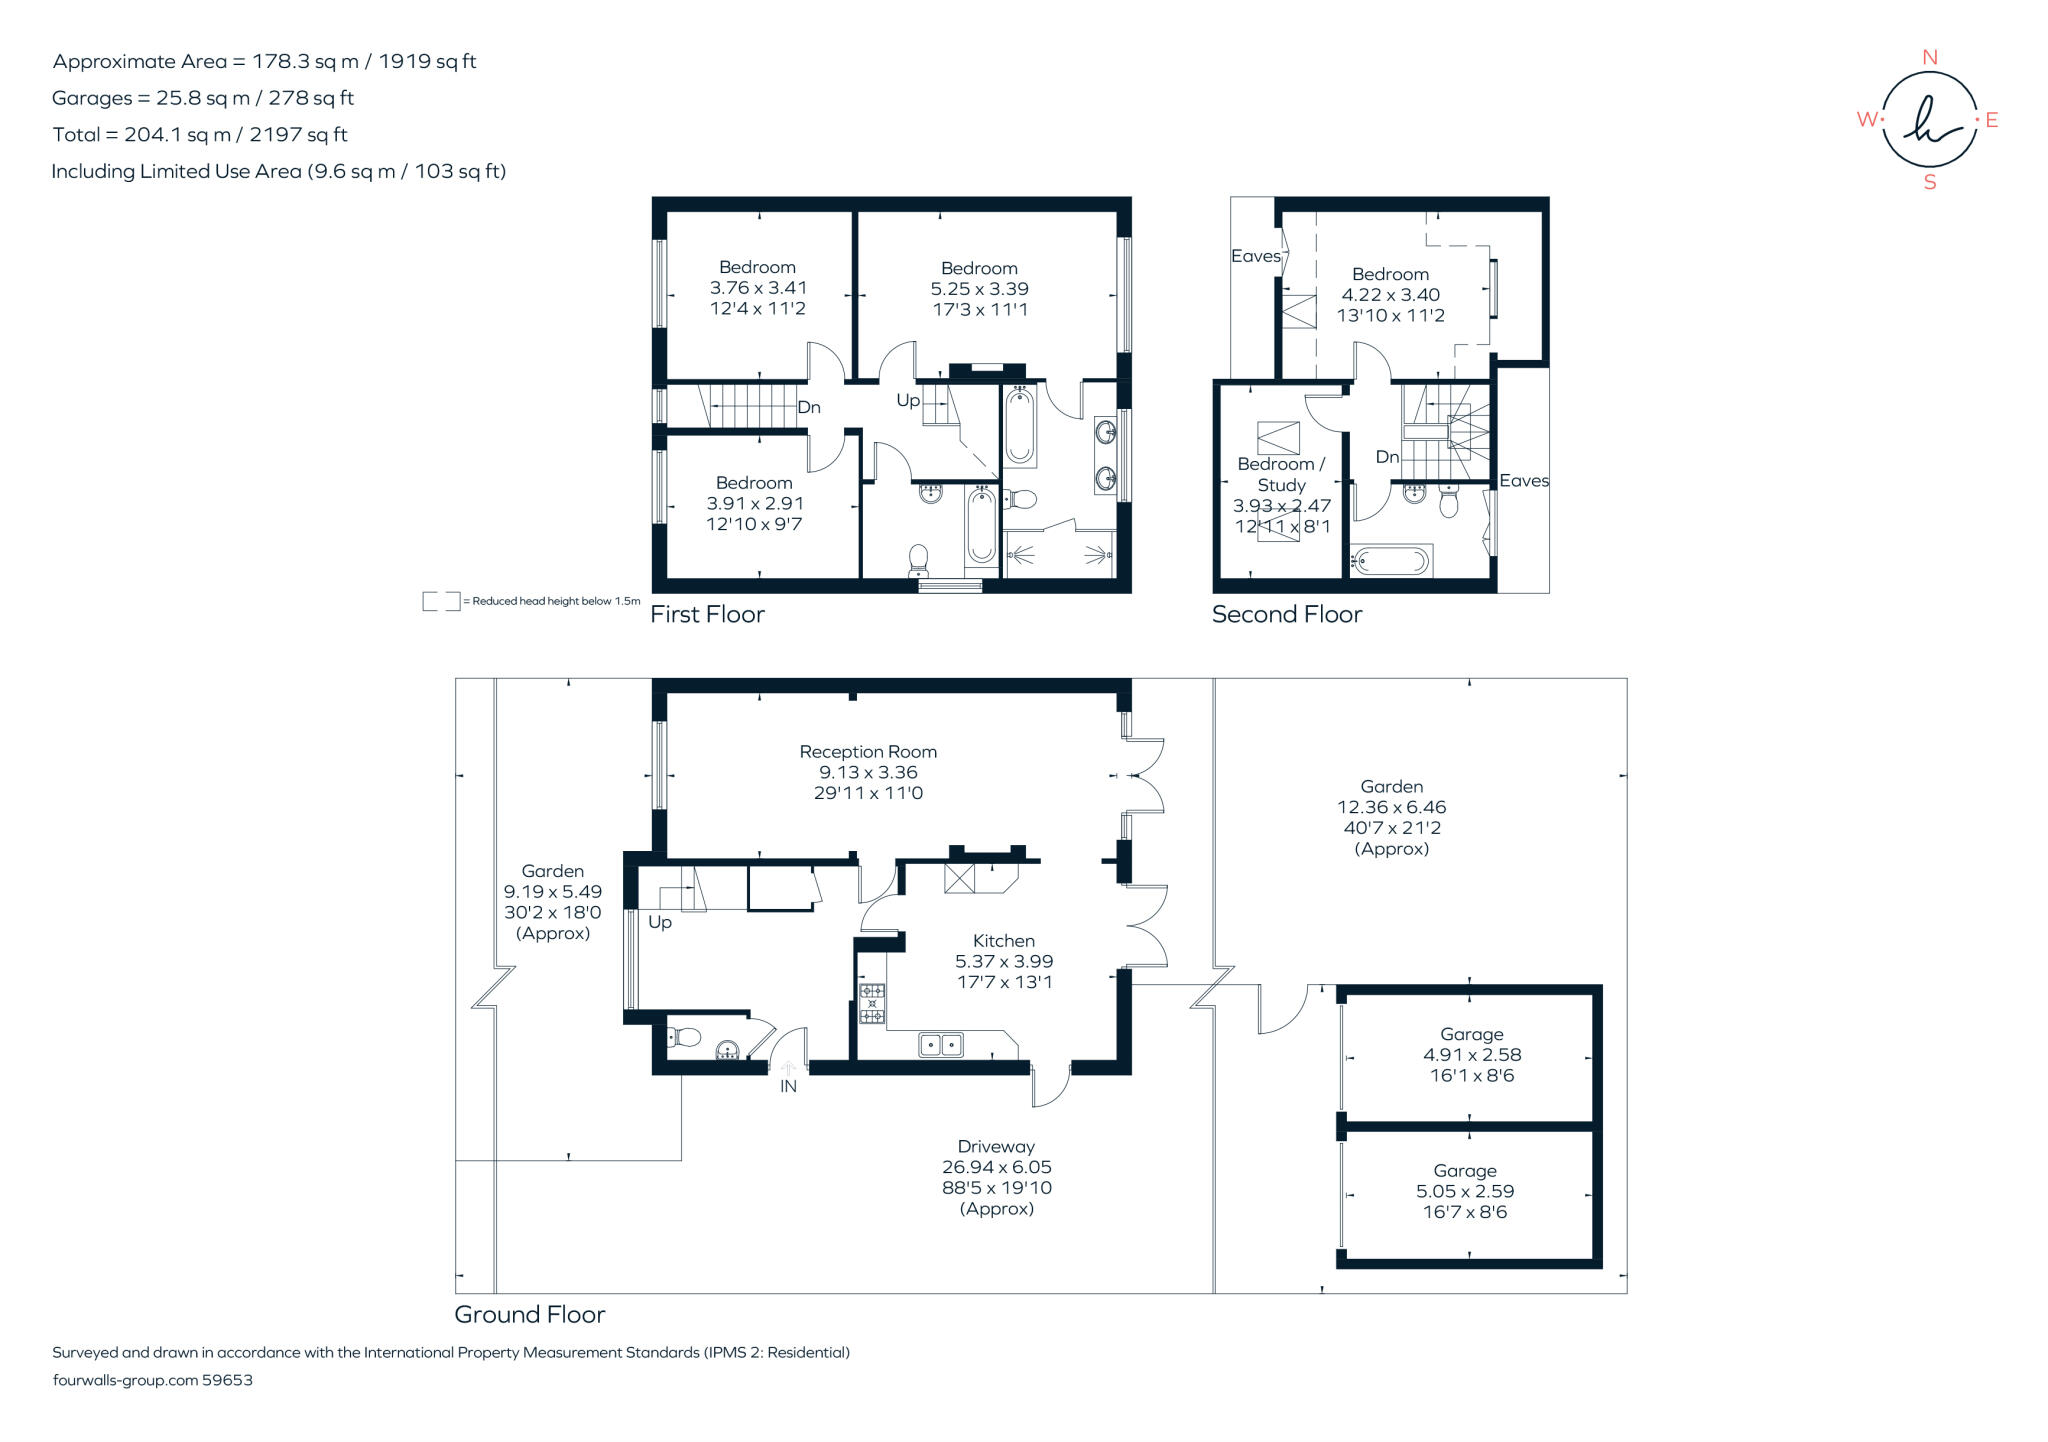 Approximate Area = 178.3 sq m / 1919 sq ft
Garages = 25.8 sq m / 278 sq ft
Total = 204.1 sq m / 2197 sq ft
Including Limited Use Area (9.6 sq m / 103 sq ft)
N
W
E
S
Bedroom
3.76 x 3.41
12'4 x 11'2
Bedroom
5.25 x 3.39
17'3 x 11'1
Dn
Up
Bedroom
3.91 x 2.91
12'10 x 9'7
= Reduced head height below 1.5m
First Floor
Eaves
Bedroom
4.22 x 3.40
13'10 x 11'2
Bedroom /
Study
3.93 x 2.47
12'11 x 8'1
Dn
Eaves
Second Floor
Reception Room
9.13 x 3.36
29'11 x 11'0
Garden
9.19 x 5.49
30'2 x 18'0
(Approx)
Up
Kitchen
5.37 x 3.99
17'7 x 13'1
IN
Garden
12.36 x 6.46
40'7 x 21'2
(Approx)
Garage
4.91 x 2.58
16'1 x 8'6
Garage
5.05 x 2.59
16'7 x 8'6
Driveway
26.94 x 6.05
88'5 x 19'10
(Approx)
Ground Floor
Surveyed and drawn in accordance with the International Property Measurement Standards (IPMS 2: Residential)
fourwalls-group.com 59653